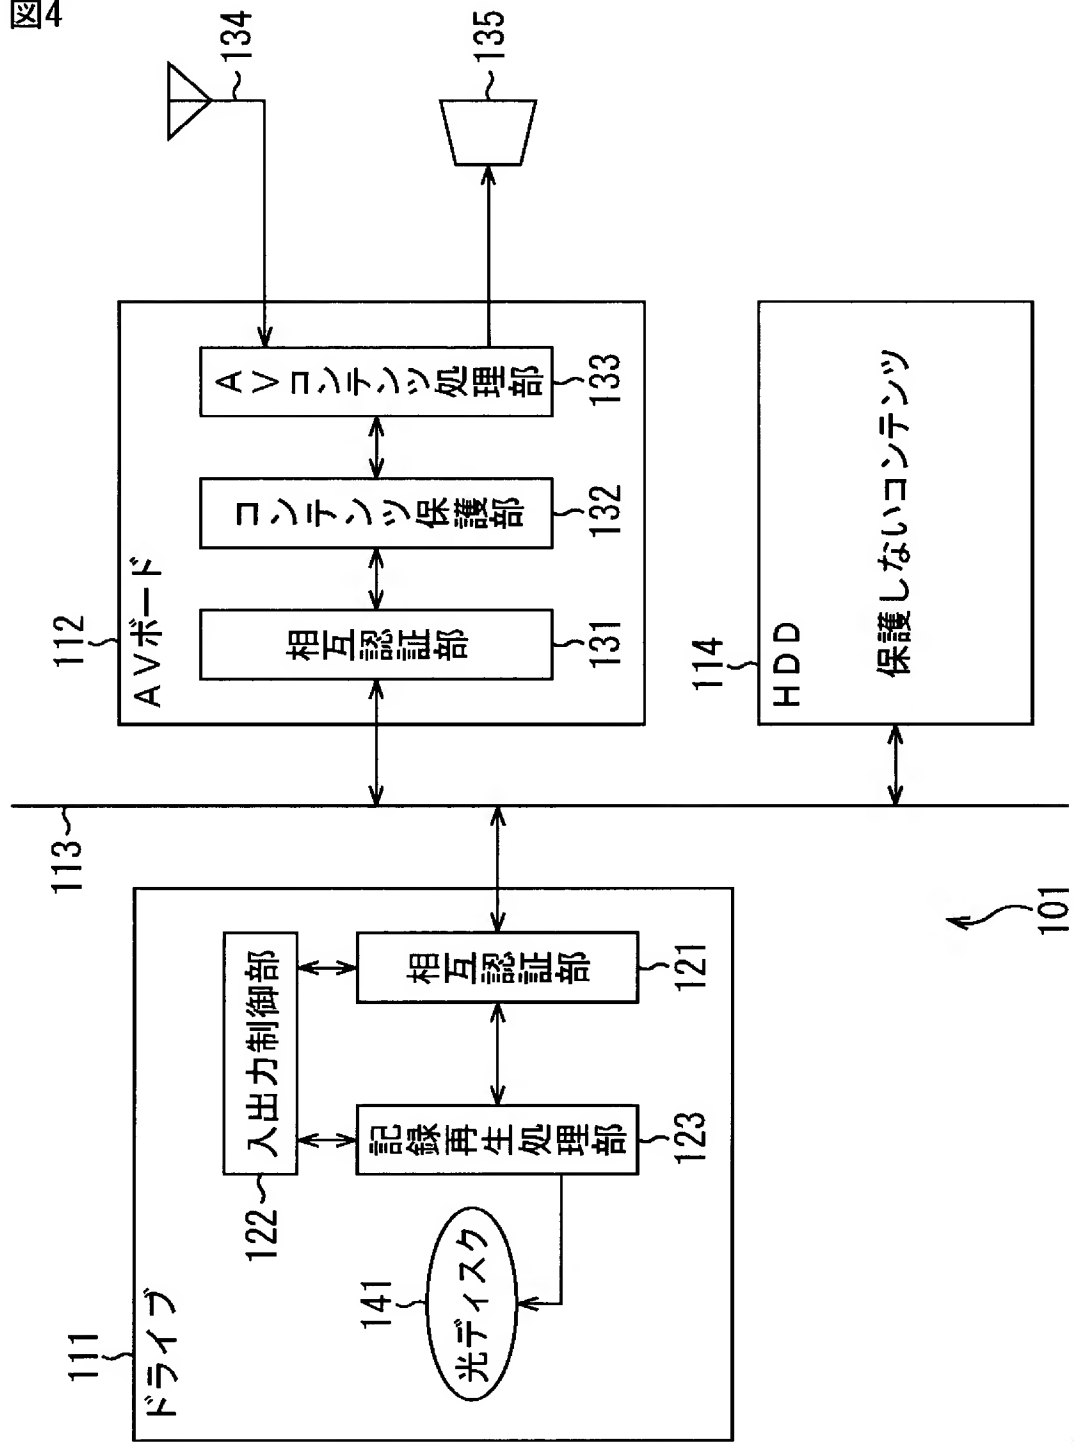 図4
101
111
ドライブ
122
入出力制御部
141
光ディスク
記録再生処理部
123
相互認証部
121
113
112
AVボード
相互認証部
131
コンテンツ保護部
132
AVコンテンツ処理部
133
134
135
114
HDD
保護しないコンテンツ